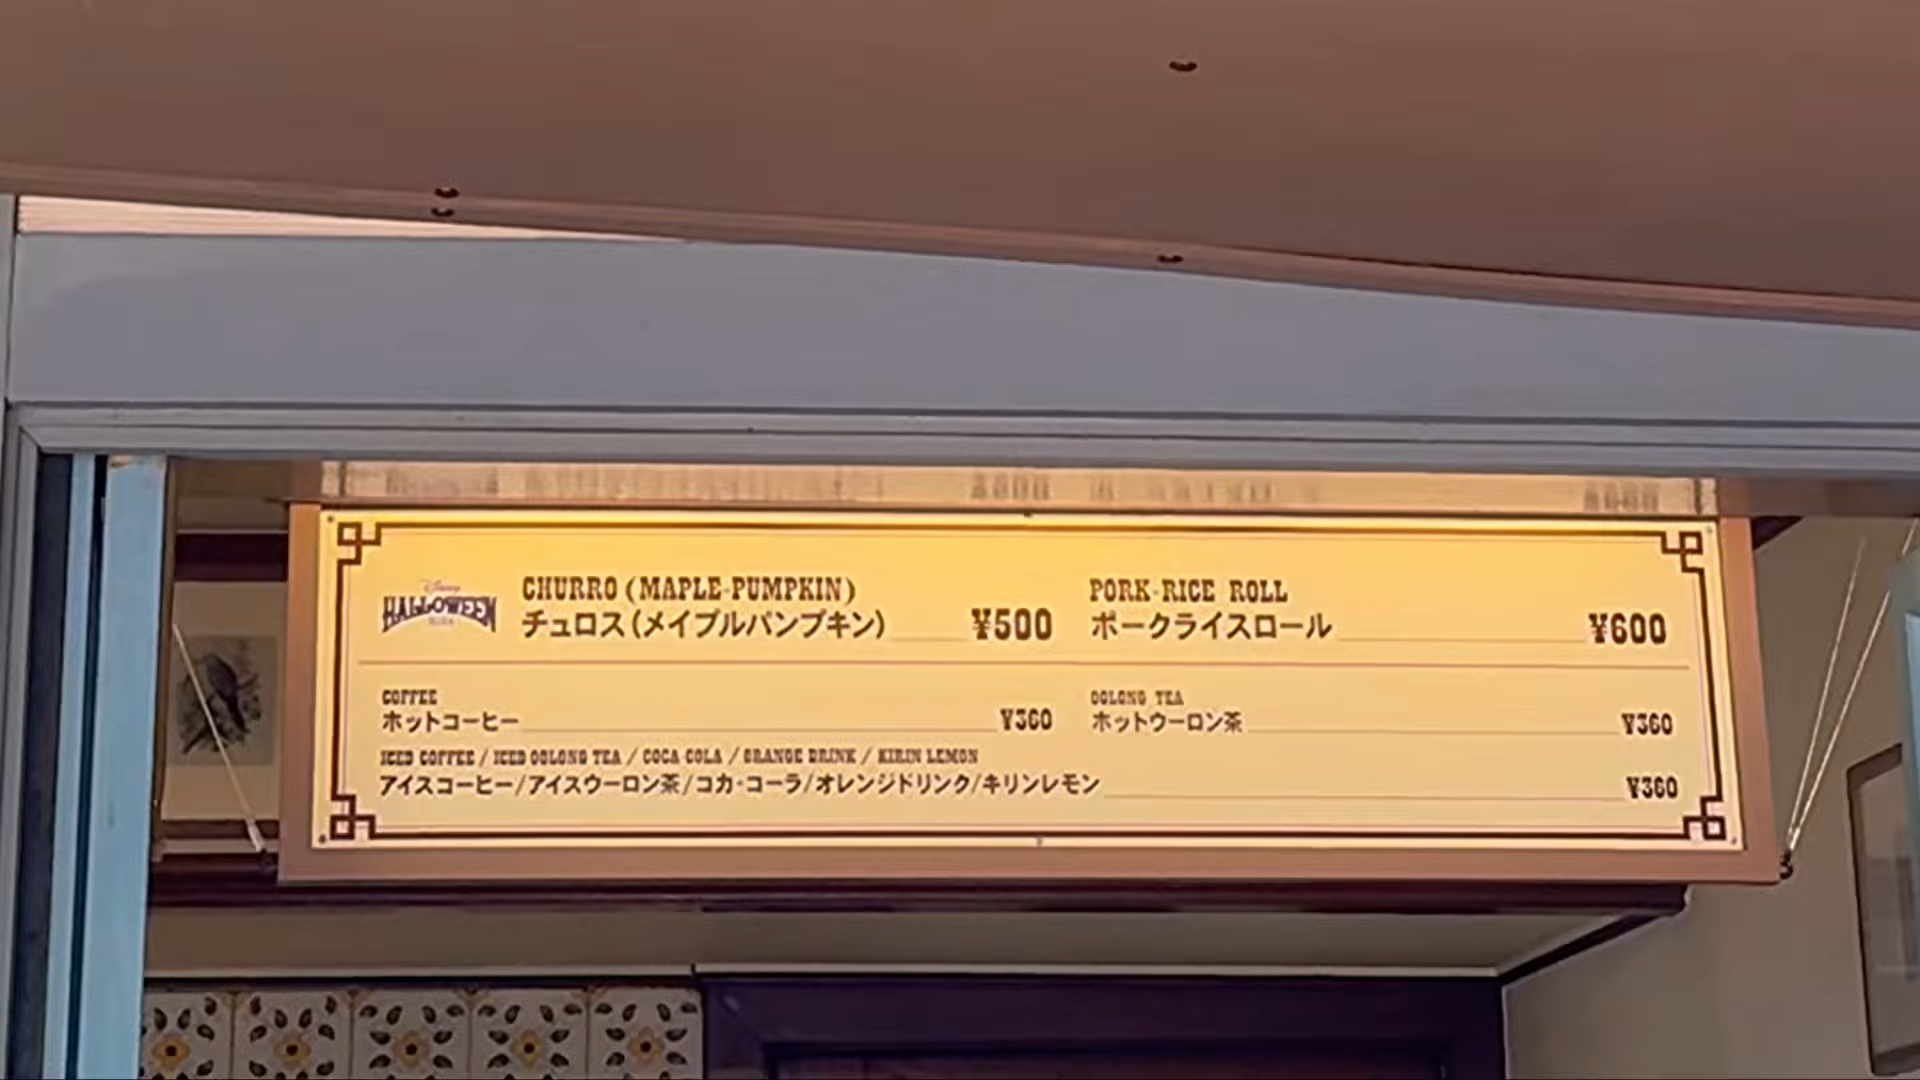 Disney
HALLOWEEN
CHURRO (MAPLE-PUMPKIN)
チュロス(メイプルパンプキン) ¥500
PORK-RICE ROLL
ポークライスロール ¥600
COFFEE
ホットコーヒー ¥360
OOLONG TEA
ホットウーロン茶 ¥360
ICED COFFEE / ICED OOLONG TEA / COCA-COLA / ORANGE DRINK / KIRIN LEMON
アイスコーヒー/アイスウーロン茶/コカ・コーラ/オレンジドリンク/キリンレモン ¥360